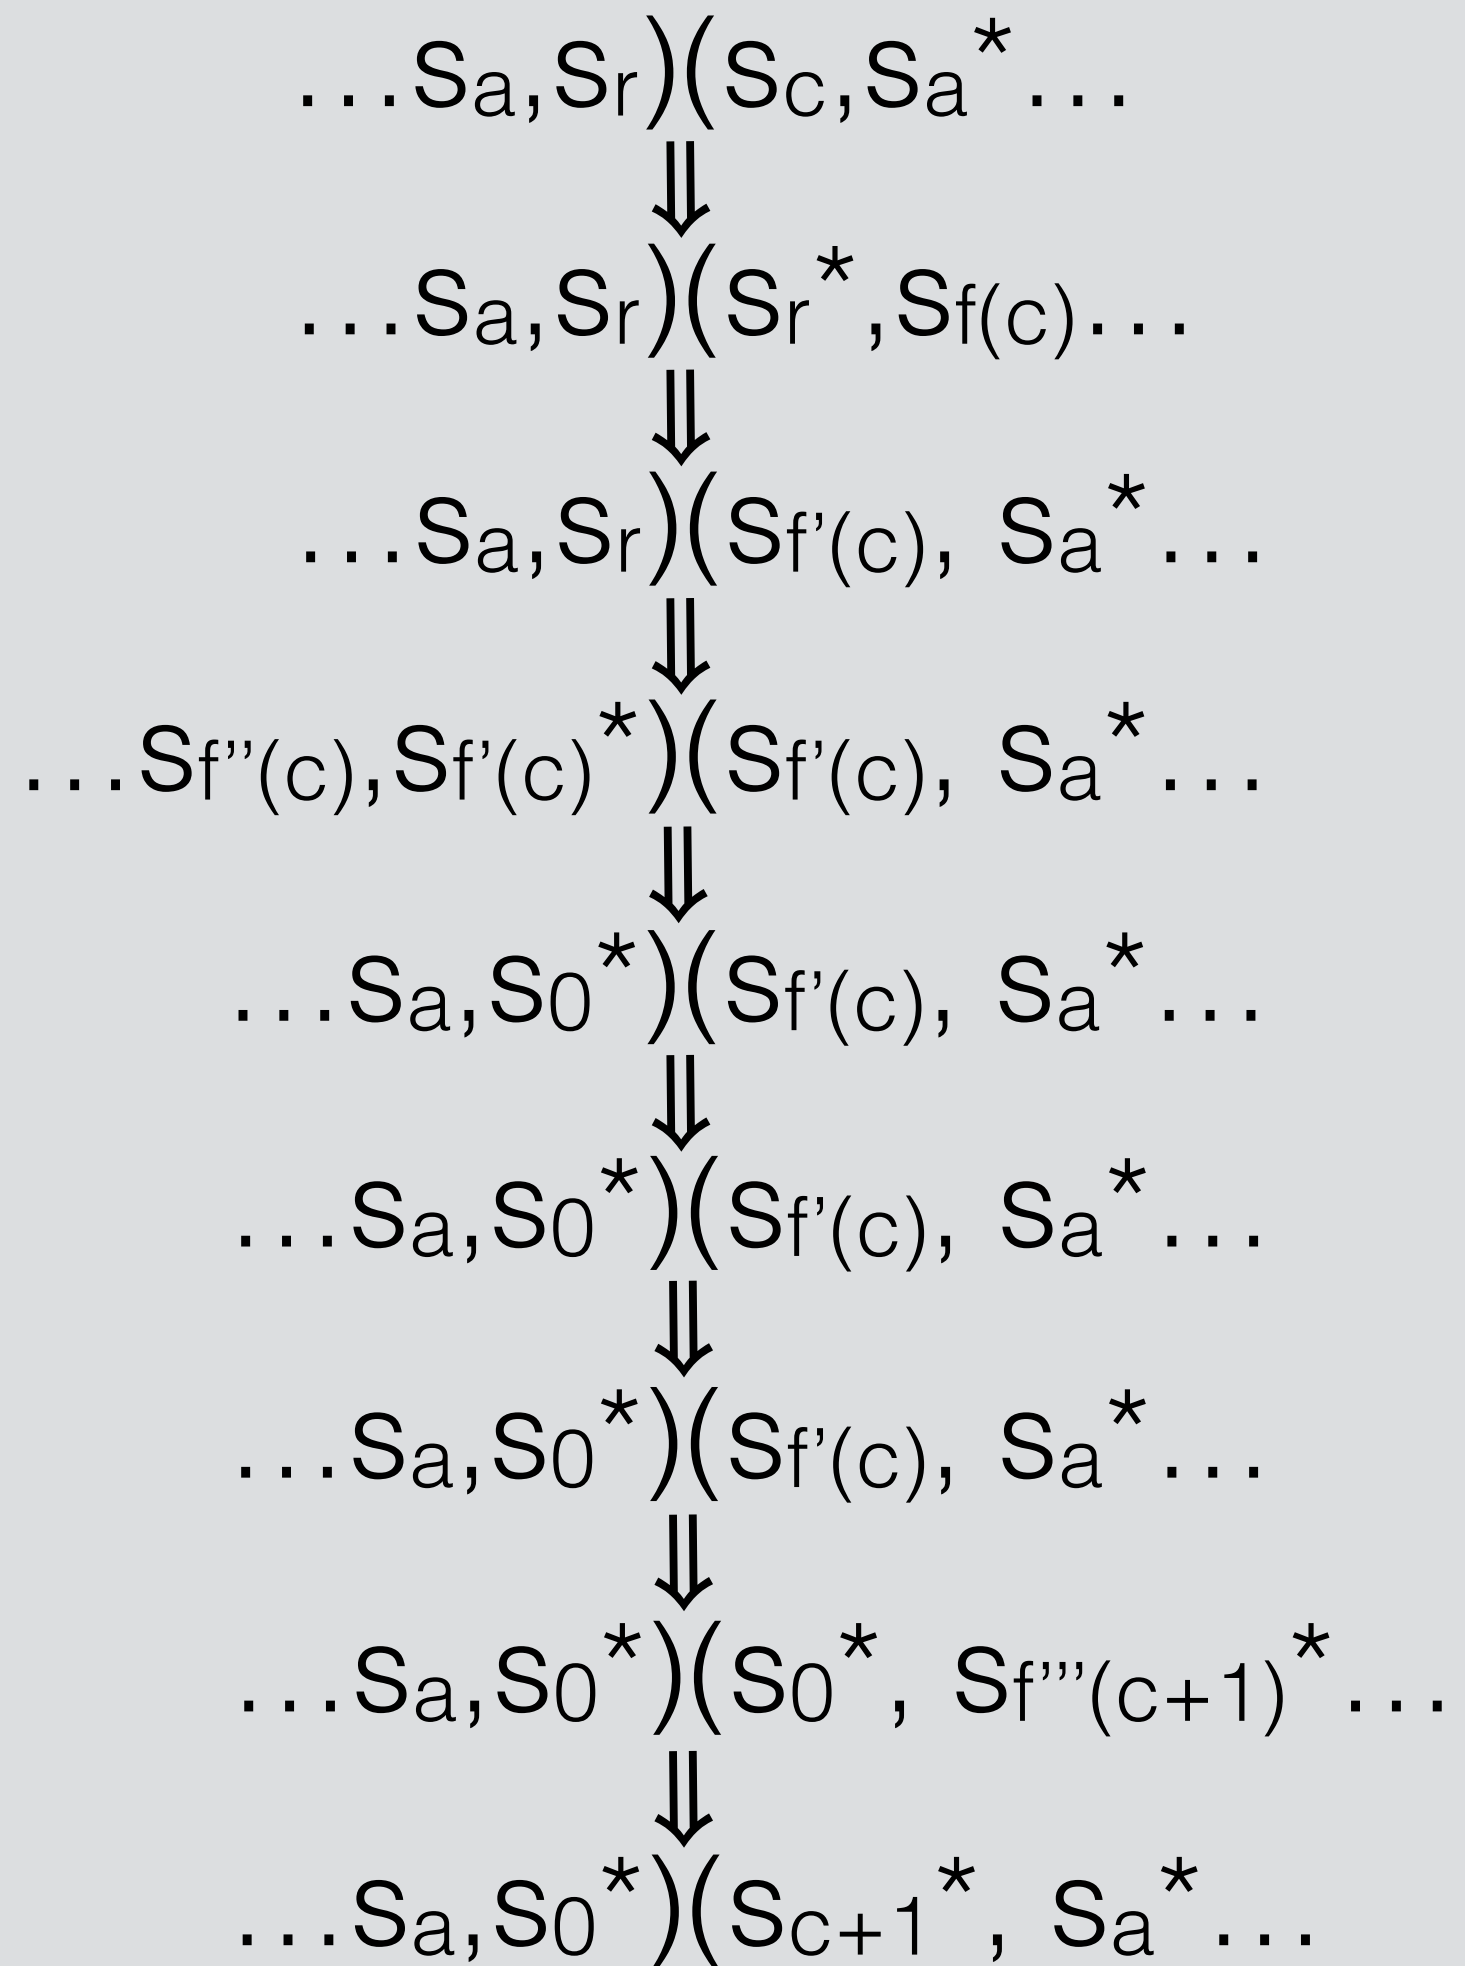 ...Sa,Sr)(Sc,Sa*...
⇓
...Sa,Sr)(Sr*,Sf(c)...
⇓
...Sa,Sr)(Sf'(c), Sa*...
⇓
...Sf''(c),Sf'(c)*)(Sf'(c), Sa*...
⇓
...Sa,S0*)(Sf'(c), Sa*...
⇓
...Sa,S0*)(Sf'(c), Sa*...
⇓
...Sa,S0*)(Sf'(c), Sa*...
⇓
...Sa,S0*)(S0*, Sf'''(c+1)*...
⇓
...Sa,S0*)(Sc+1*, Sa*...